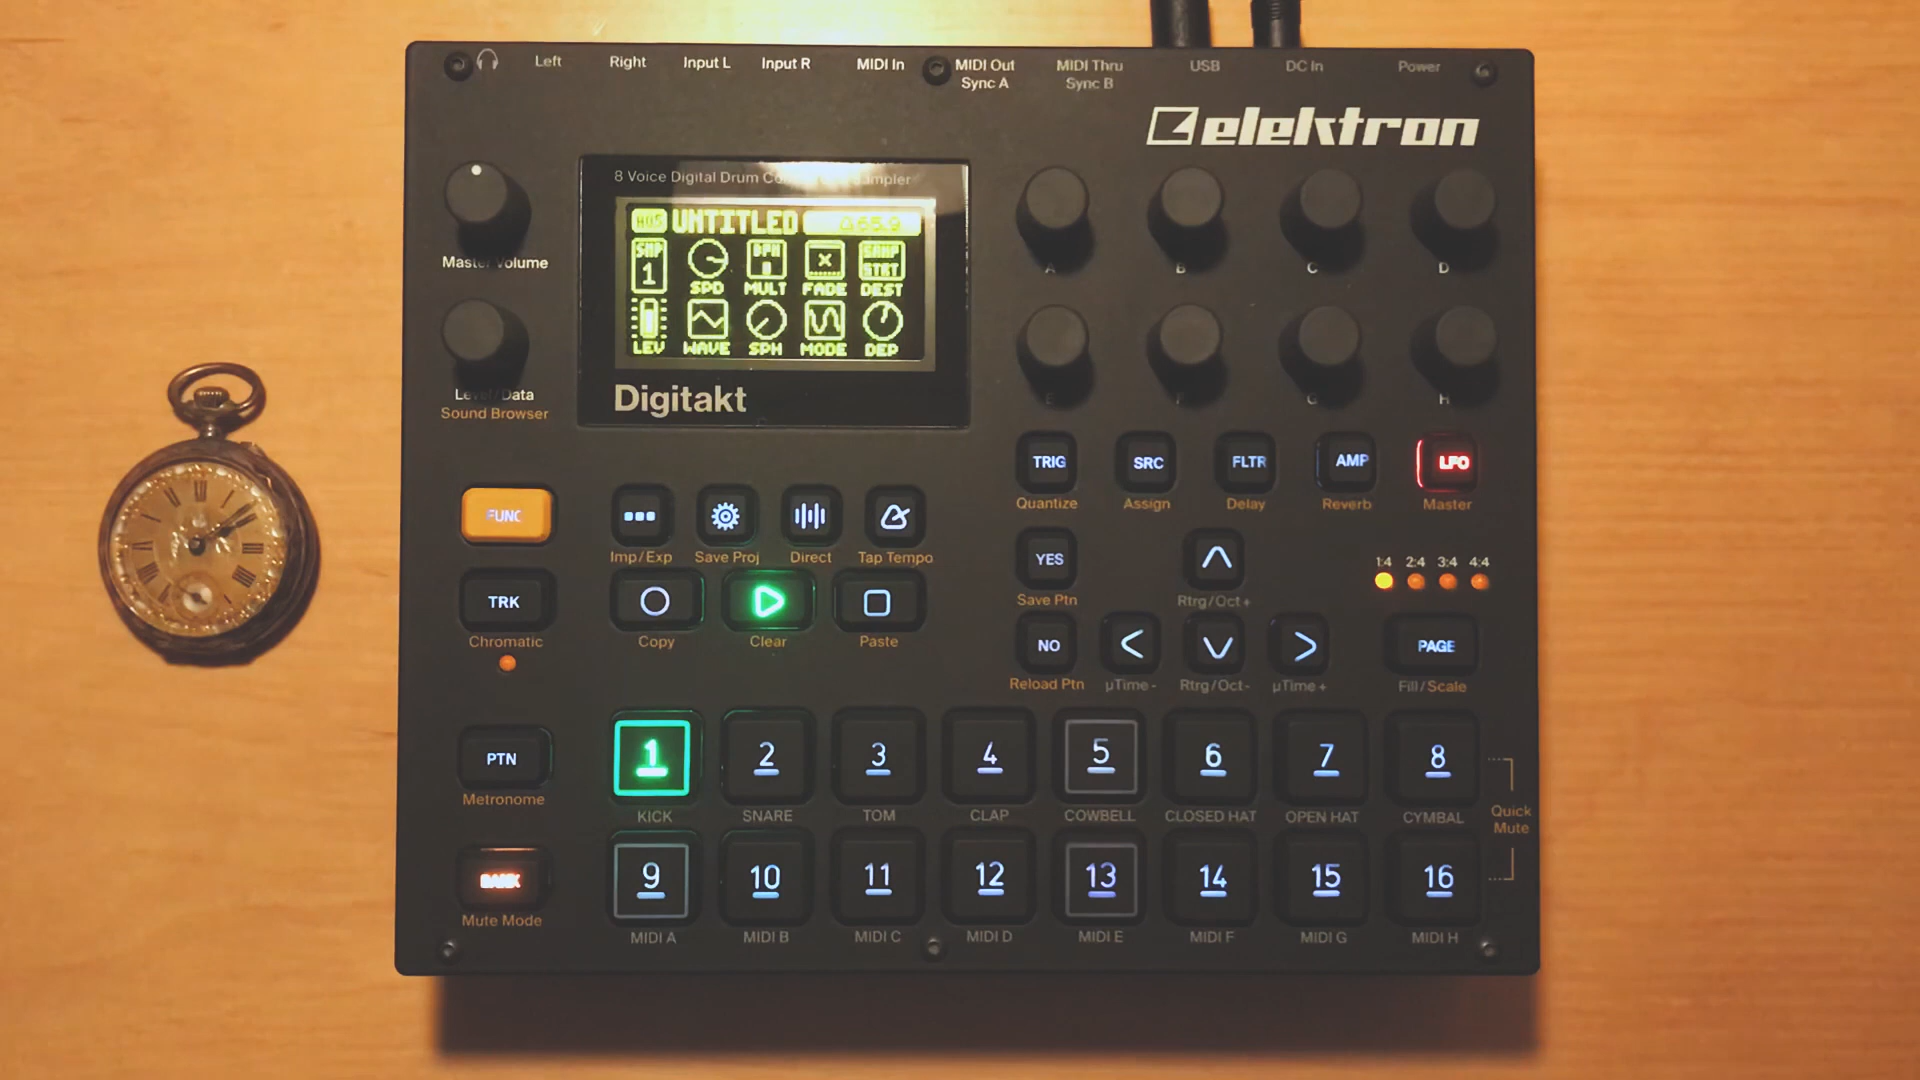 Left Right Input L Input R MIDI In MIDI Out MIDI Thru USB DC In Power
Sync A Sync B
elektron
8 Voice Digital Drum
UNTITLED
SMP SPD MULT FADE DEST
1
LEV WAVE SPH MODE DEP
Digitakt
Master Volume
Level/Data
Sound Browser
A B C D
E F G H
TRIG SRC FLTR AMP LFO
Quantize Assign Delay Reverb Master
FUNC
Imp/Exp Save Proj Direct Tap Tempo
YES
Save Ptn
Rtrg/Oct+
1:4 2:4 3:4 4:4
TRK
Chromatic
Copy Clear Paste
NO
PAGE
Reload Ptn µTime- Rtrg/Oct- µTime+ Fill/Scale
PTN
Metronome
1 2 3 4 5 6 7 8
KICK SNARE TOM CLAP COWBELL CLOSED HAT OPEN HAT CYMBAL
Quick
Mute
BANK
Mute Mode
9 10 11 12 13 14 15 16
MIDI A MIDI B MIDI C MIDI D MIDI E MIDI F MIDI G MIDI H